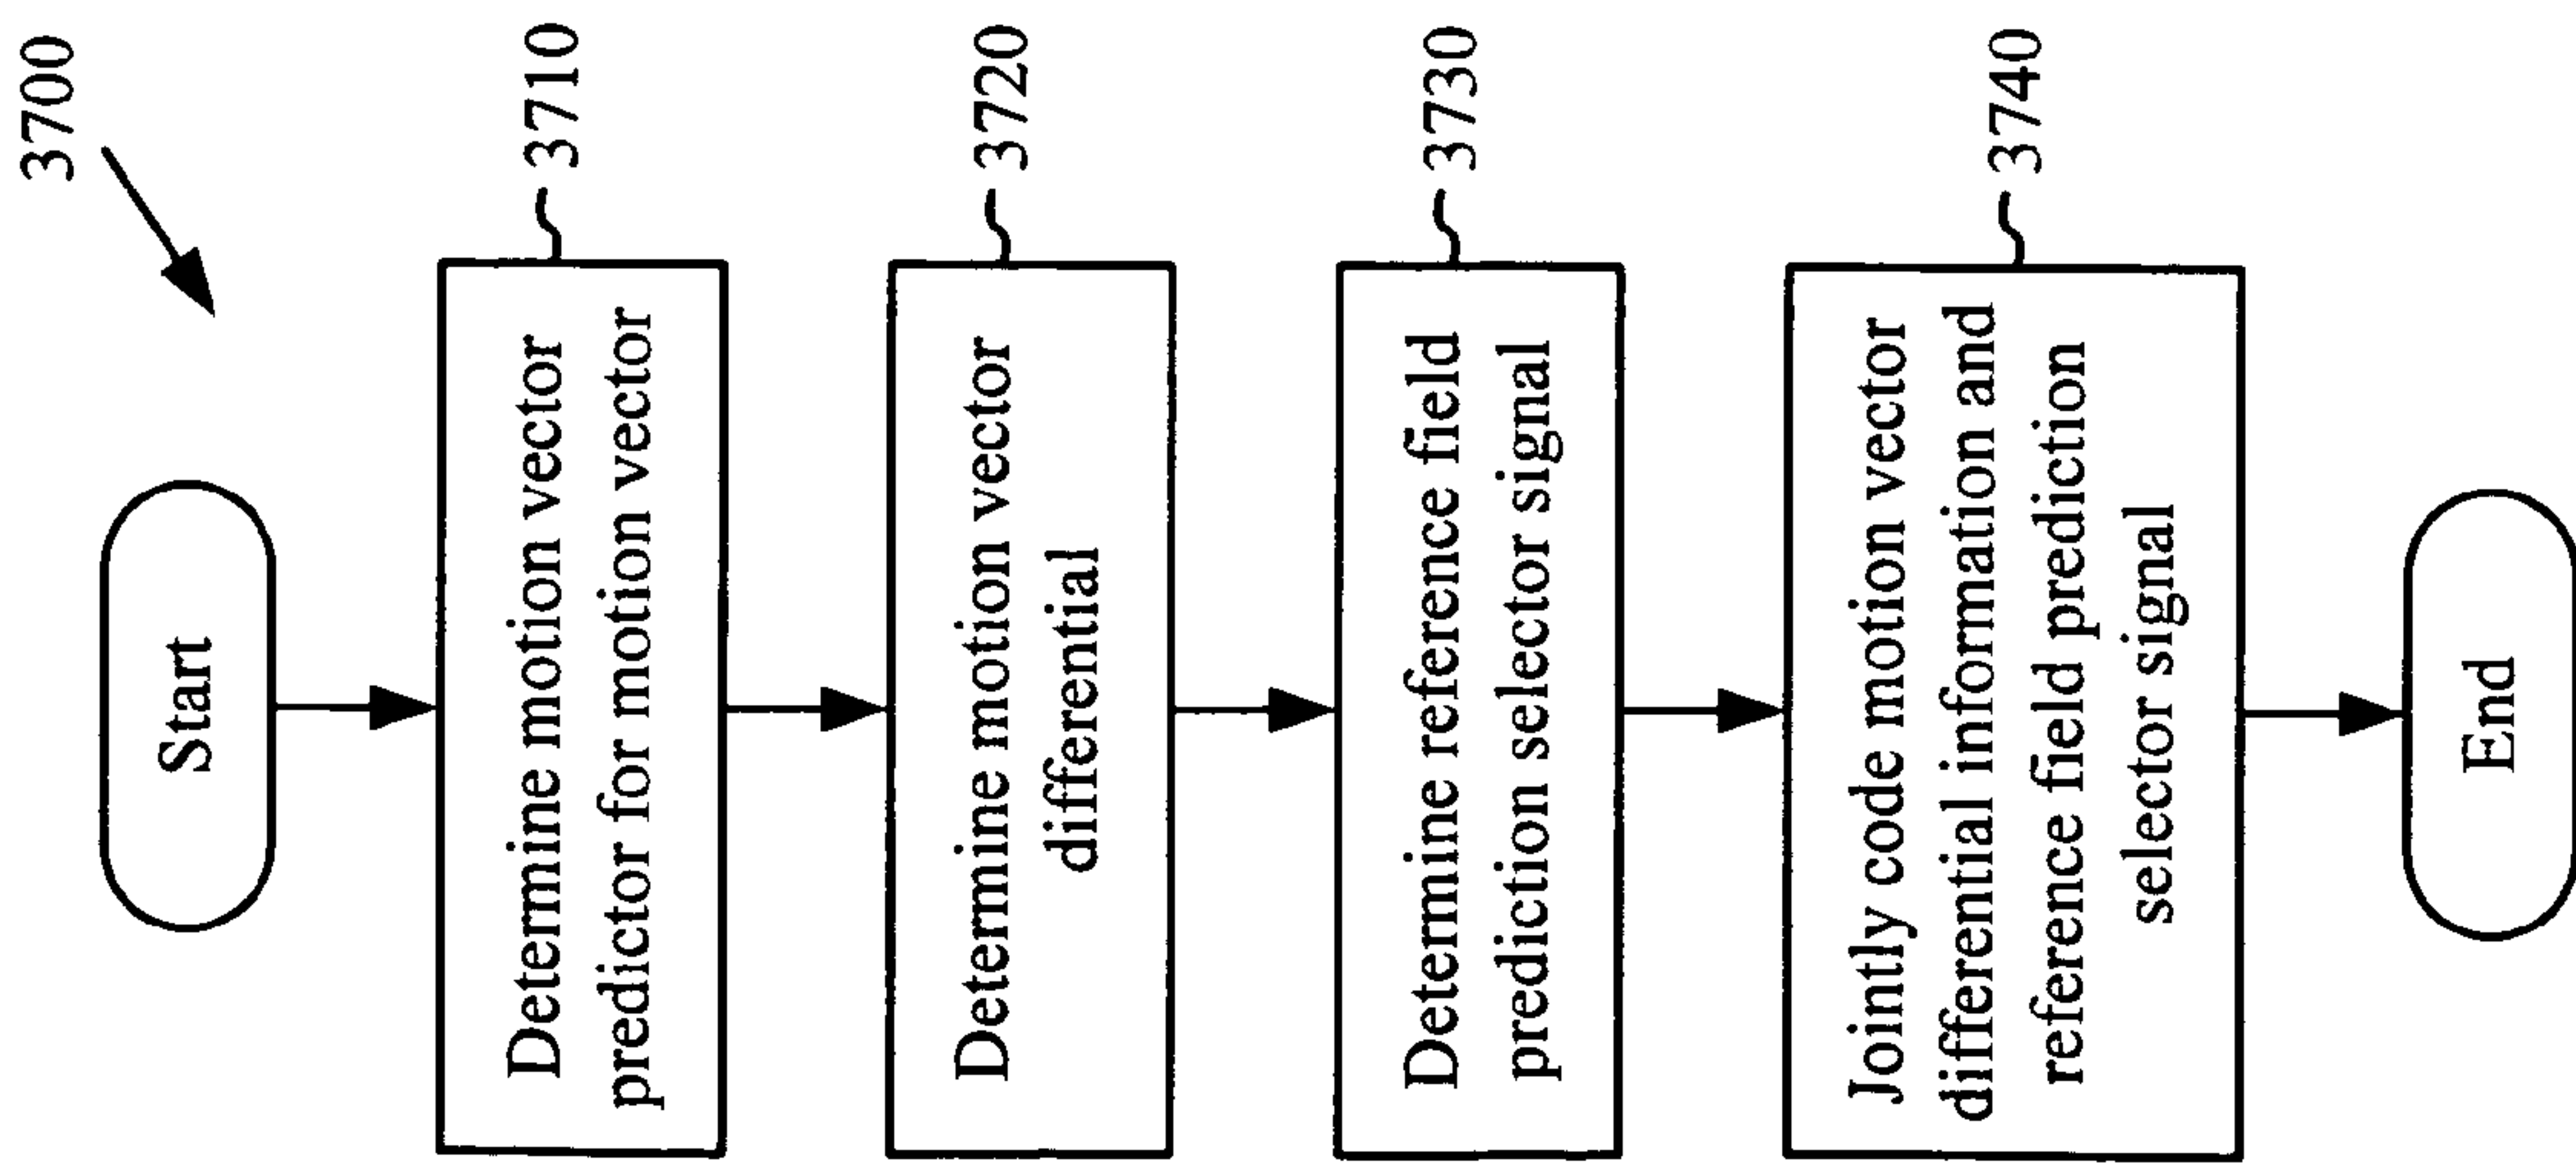 3700
Start
Determine motion vector
predictor for motion vector
3710
Determine motion vector
differential
3720
Determine reference field
prediction selector signal
3730
Jointly code motion vector
differential information and
reference field prediction
selector signal
3740
End